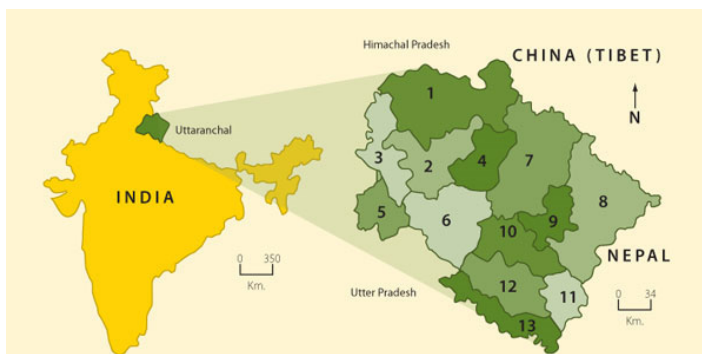 Himachal Pradesh
CHINA (TIBET)
N
Uttaranchal
INDIA
1
2
3
4
5
6
7
8
9
10
11
12
13
NEPAL
0 350
Km.
Utter Pradesh
0 34
Km.